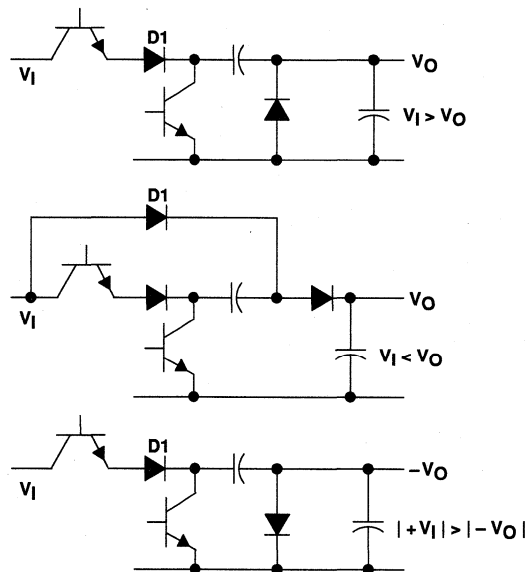 D1
V_I
V_O
V_I > V_O
D1
V_I
V_O
V_I < V_O
D1
V_I
–V_O
| +V_I | > | –V_O |